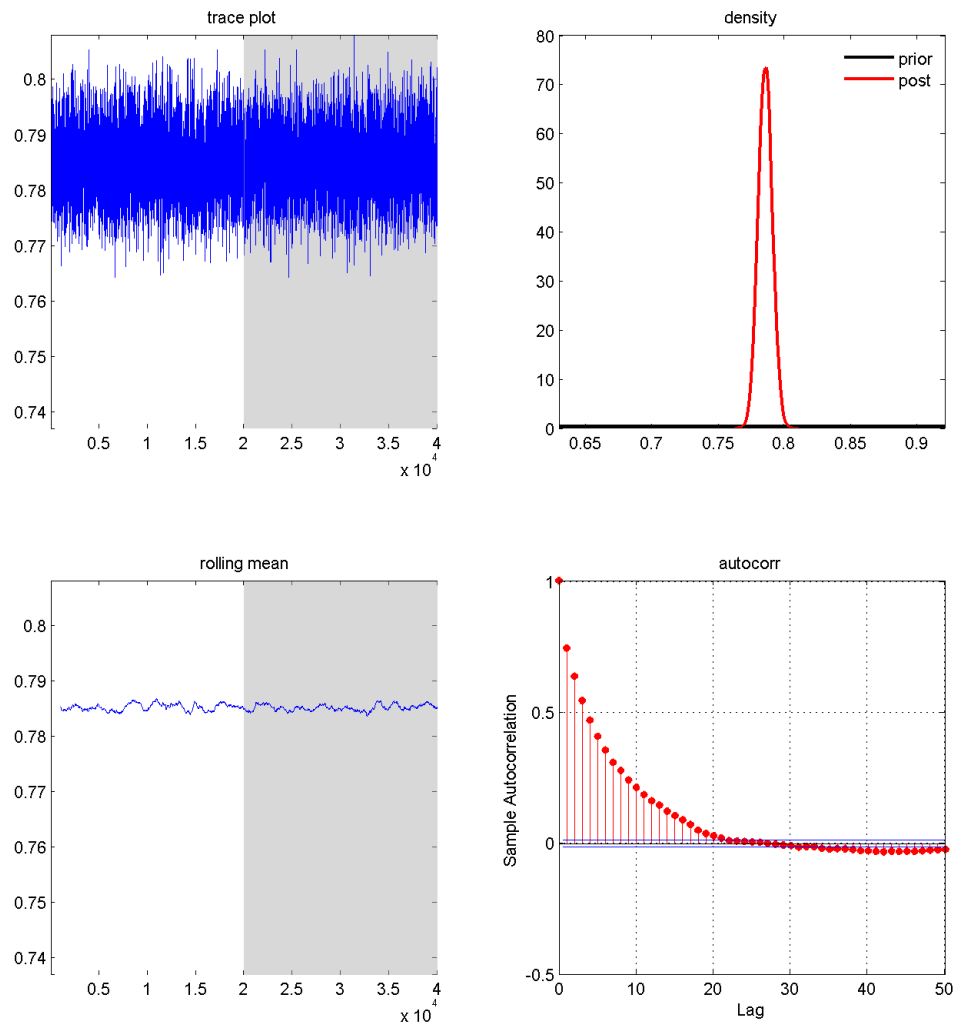 trace plot
0.8
0.79
0.78
0.77
0.76
0.75
0.74
0.5 1 1.5 2 2.5 3 3.5 4
x 10^4
density
80
70
60
50
40
30
20
10
0
prior
post
0.65 0.7 0.75 0.8 0.85 0.9
rolling mean
0.8
0.79
0.78
0.77
0.76
0.75
0.74
0.5 1 1.5 2 2.5 3 3.5 4
x 10^4
autocorr
Sample Autocorrelation
1
0.5
0
-0.5
0 10 20 30 40 50
Lag